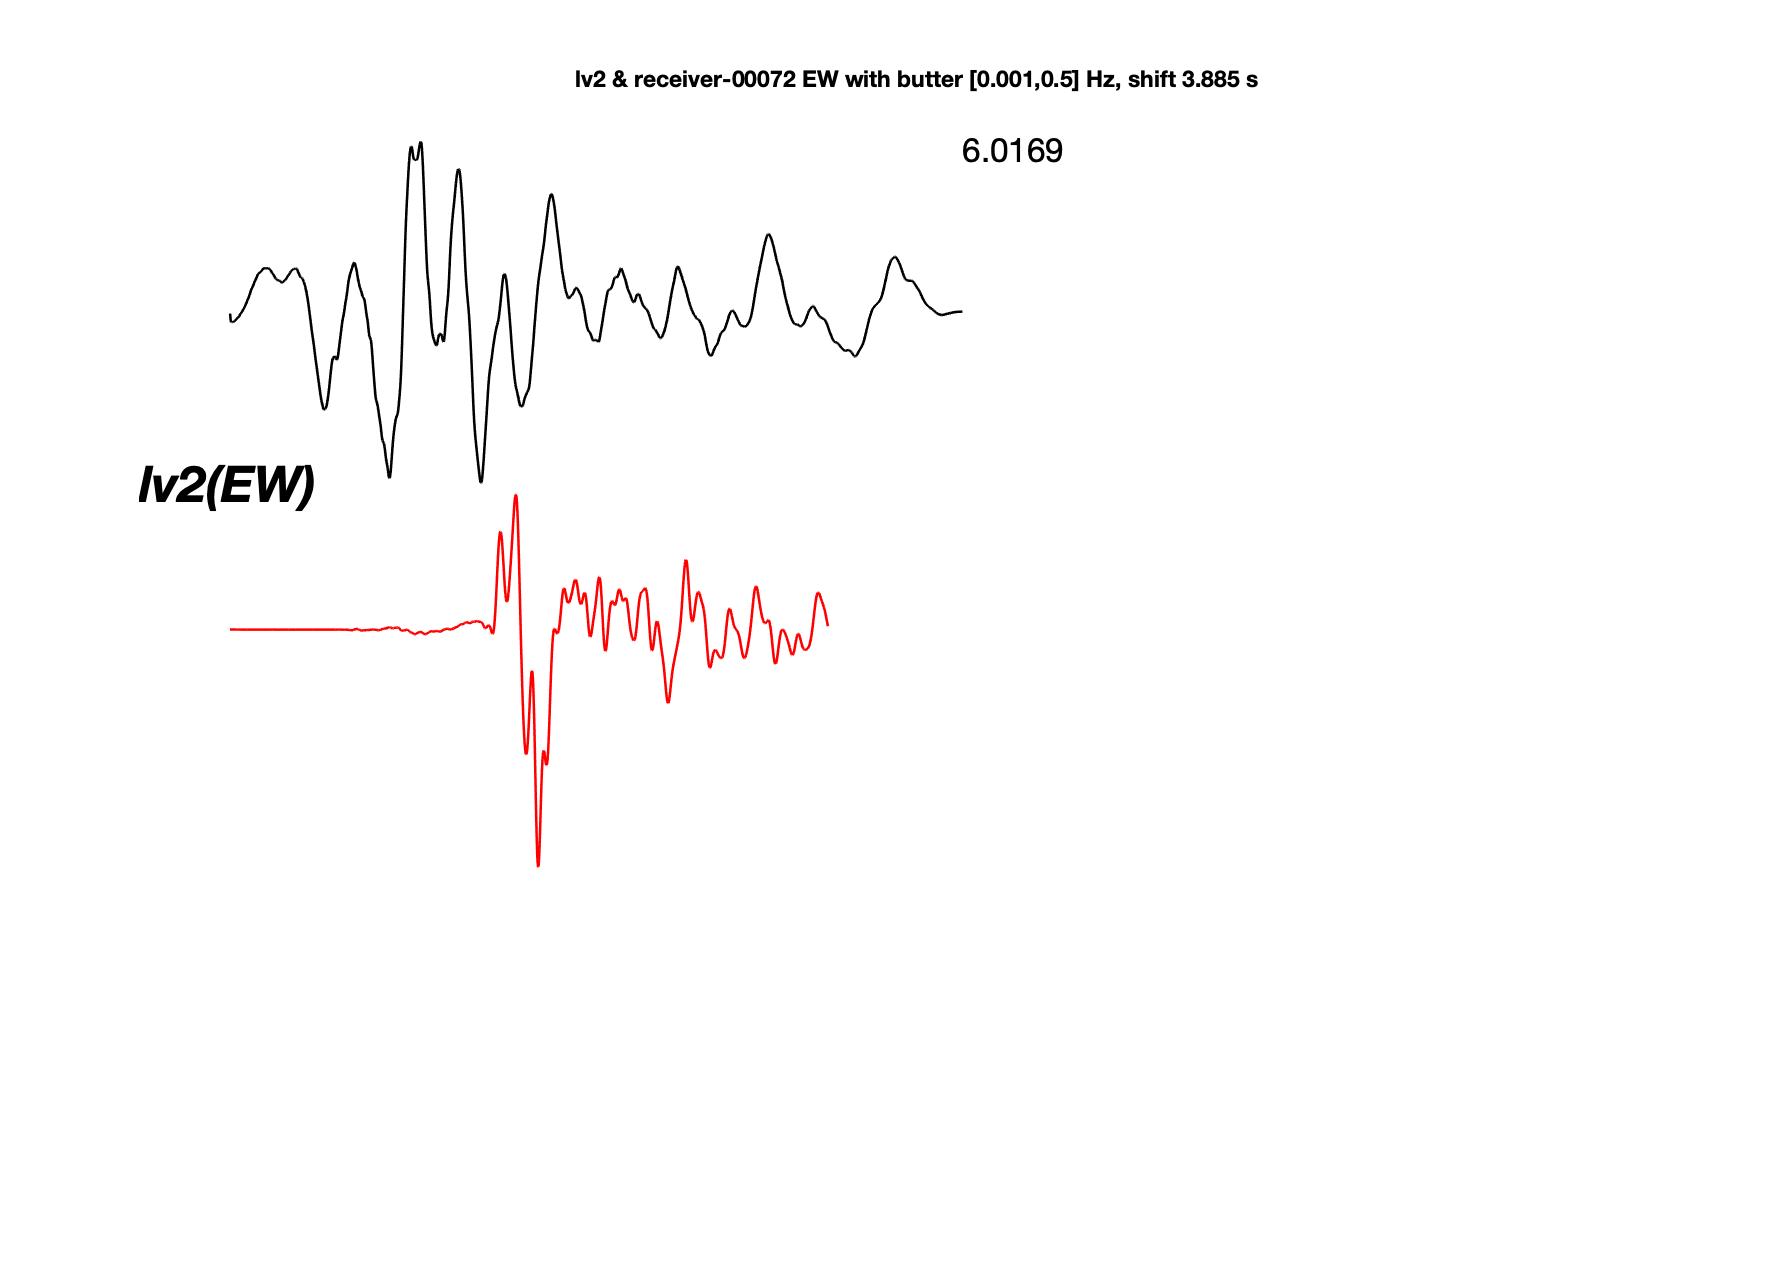 lv2 & receiver-00072 EW with butter [0.001,0.5] Hz, shift 3.885 s
6.0169
lv2(EW)